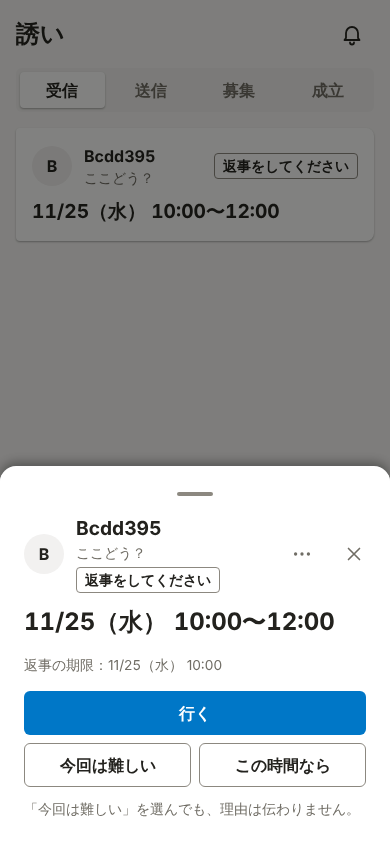 誘い
受信 送信 募集 成立
B Bcdd395 返事をしてください
ここどう？
11/25（水） 10:00〜12:00
Bcdd395
B ここどう？
返事をしてください
11/25（水） 10:00〜12:00
返事の期限：11/25（水） 10:00
行く
今回は難しい この時間なら
「今回は難しい」を選んでも、理由は伝わりません。